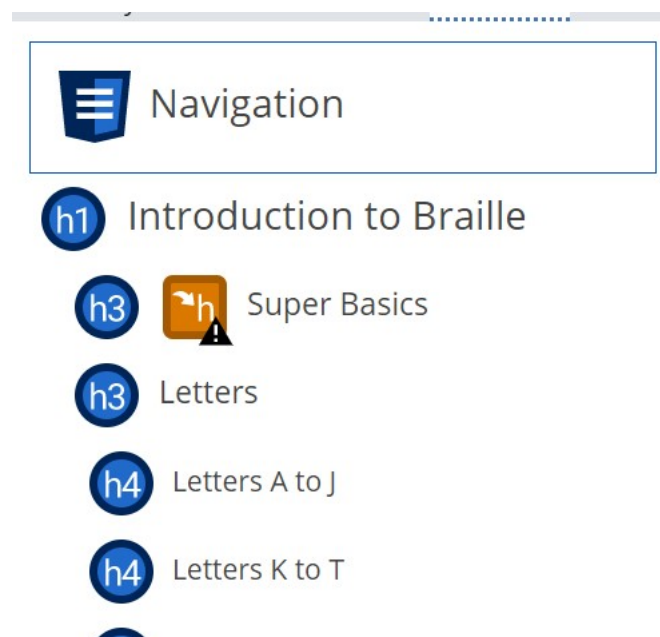 Navigation
h1 Introduction to Braille
h3 h Super Basics
h3 Letters
h4 Letters A to J
h4 Letters K to T